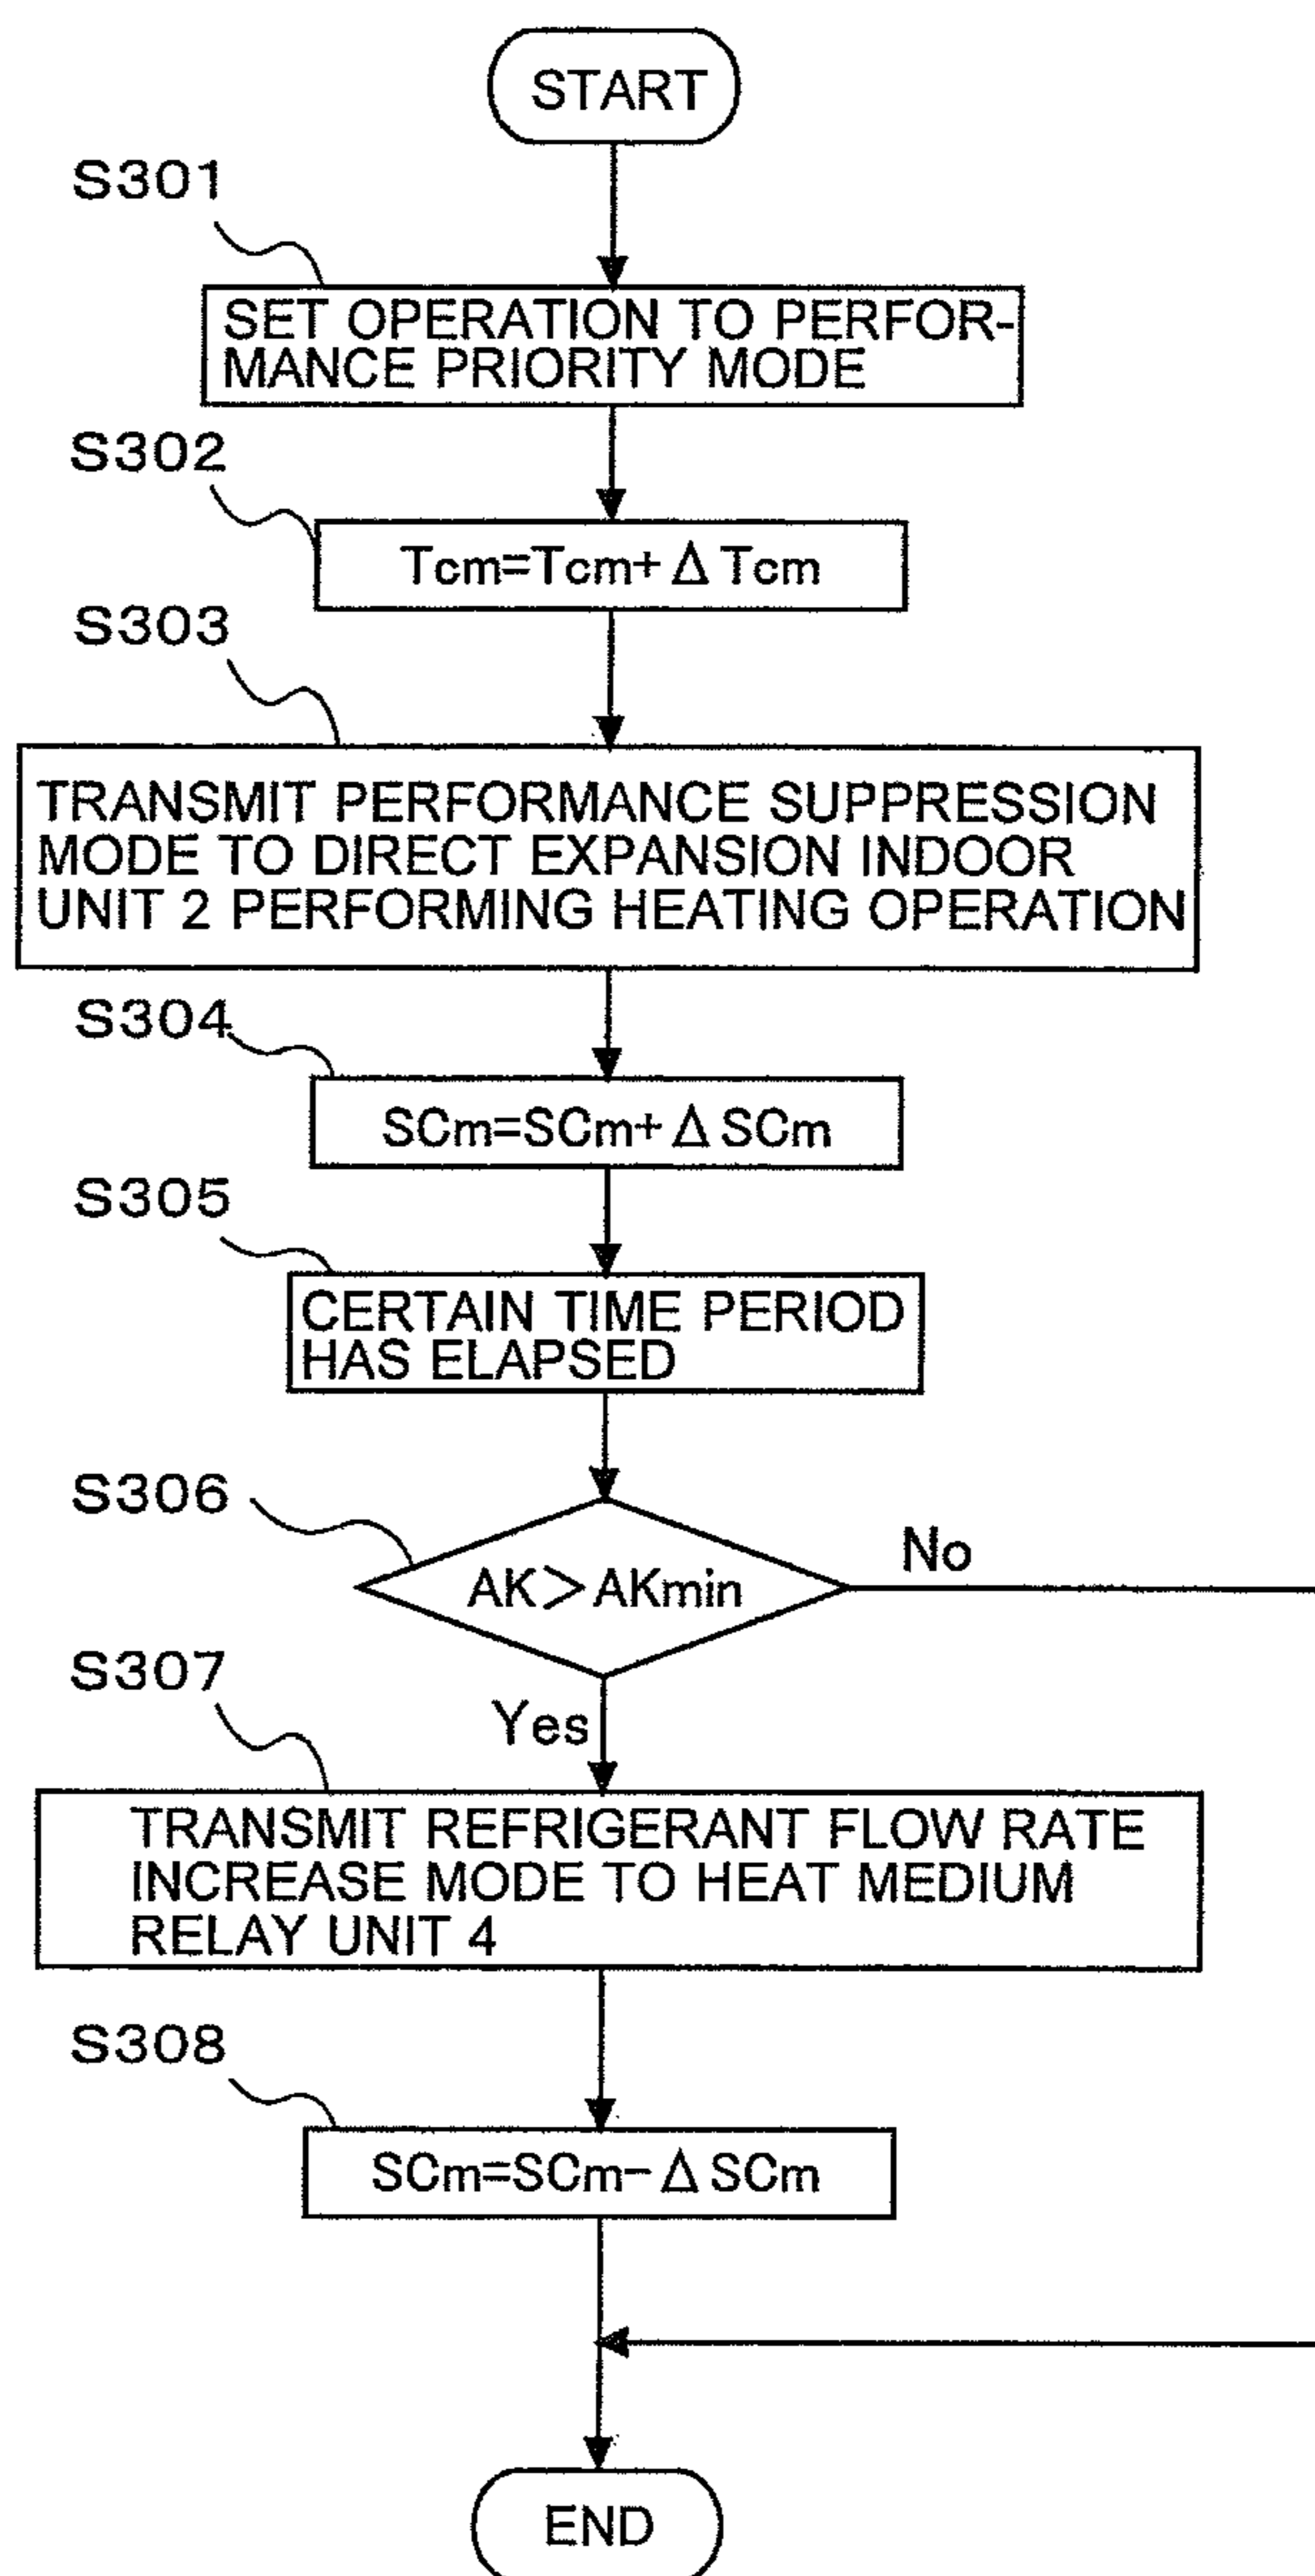 START
S301
SET OPERATION TO PERFOR-
MANCE PRIORITY MODE
S302
Tcm=Tcm+ Δ Tcm
S303
TRANSMIT PERFORMANCE SUPPRESSION
MODE TO DIRECT EXPANSION INDOOR
UNIT 2 PERFORMING HEATING OPERATION
S304
SCm=SCm+ Δ SCm
S305
CERTAIN TIME PERIOD
HAS ELAPSED
S306
AK>AKmin
No
Yes
S307
TRANSMIT REFRIGERANT FLOW RATE
INCREASE MODE TO HEAT MEDIUM
RELAY UNIT 4
S308
SCm=SCm- Δ SCm
END